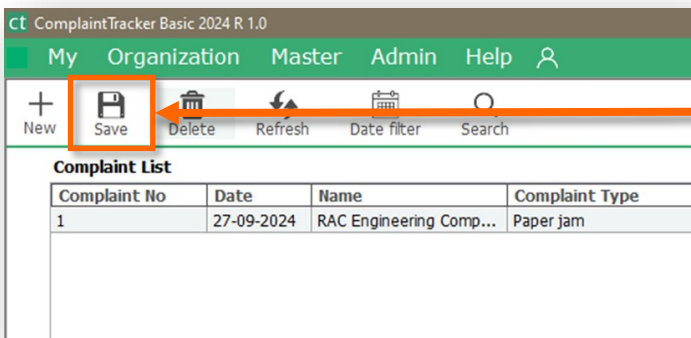 ct ComplaintTracker Basic 2024 R 1.0
My Organization Master Admin Help
New Save Delete Refresh Date filter Search
Complaint List
Complaint No Date Name Complaint Type
1 27-09-2024 RAC Engineering Comp... Paper jam